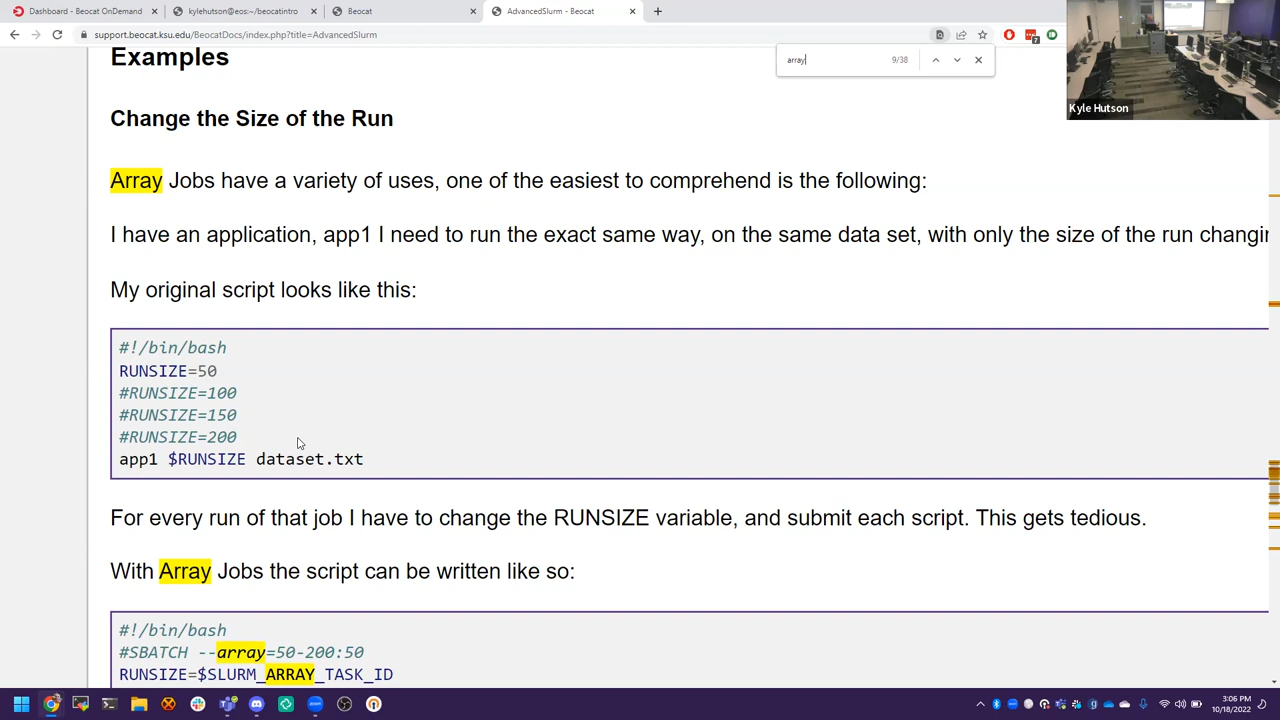 Dashboard - Beocat OnDemand
kylehutson@eos:~/beocatintro
Beocat
AdvancedSlurm - Beocat
support.beocat.ksu.edu/BeocatDocs/index.php?title=AdvancedSlurm
7
array
9/38
Kyle Hutson
Examples
Change the Size of the Run
Array Jobs have a variety of uses, one of the easiest to comprehend is the following:
I have an application, app1 I need to run the exact same way, on the same data set, with only the size of the run changin
My original script looks like this:
#!/bin/bash
RUNSIZE=50
#RUNSIZE=100
#RUNSIZE=150
#RUNSIZE=200
app1 $RUNSIZE dataset.txt
For every run of that job I have to change the RUNSIZE variable, and submit each script. This gets tedious.
With Array Jobs the script can be written like so:
#!/bin/bash
#SBATCH --array=50-200:50
RUNSIZE=$SLURM_ARRAY_TASK_ID
3:06 PM
10/18/2022